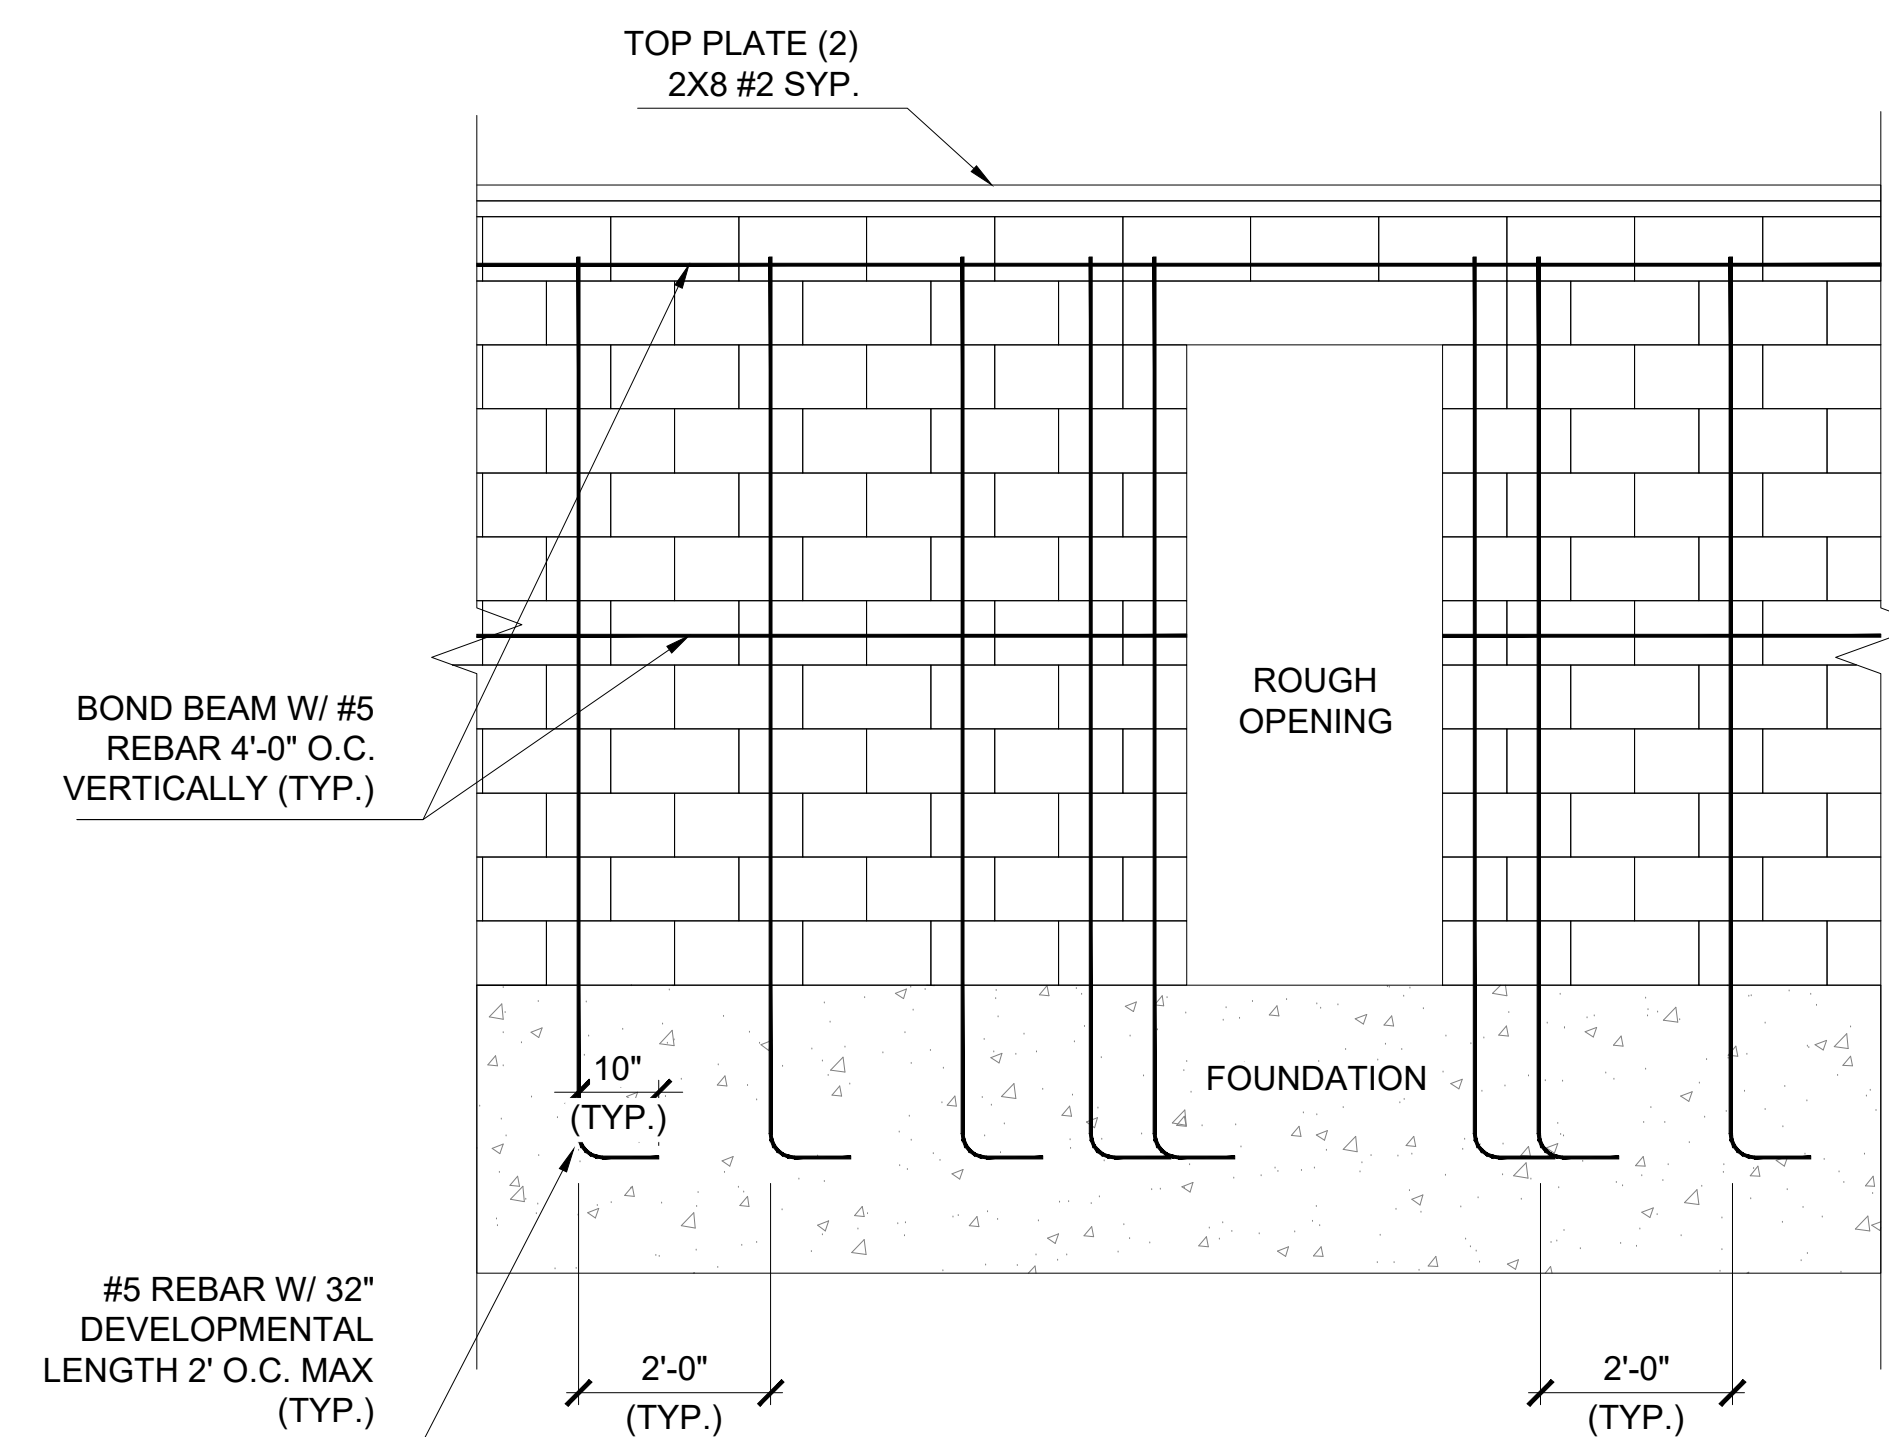 TOP PLATE (2)
2X8 #2 SYP.
ROUGH
OPENING
BOND BEAM W/ #5
REBAR 4'-0" O.C.
VERTICALLY (TYP.)
10"
(TYP.)
FOUNDATION
#5 REBAR W/ 32"
DEVELOPMENTAL
LENGTH 2' O.C. MAX
(TYP.)
2'-0"
(TYP.)
2'-0"
(TYP.)